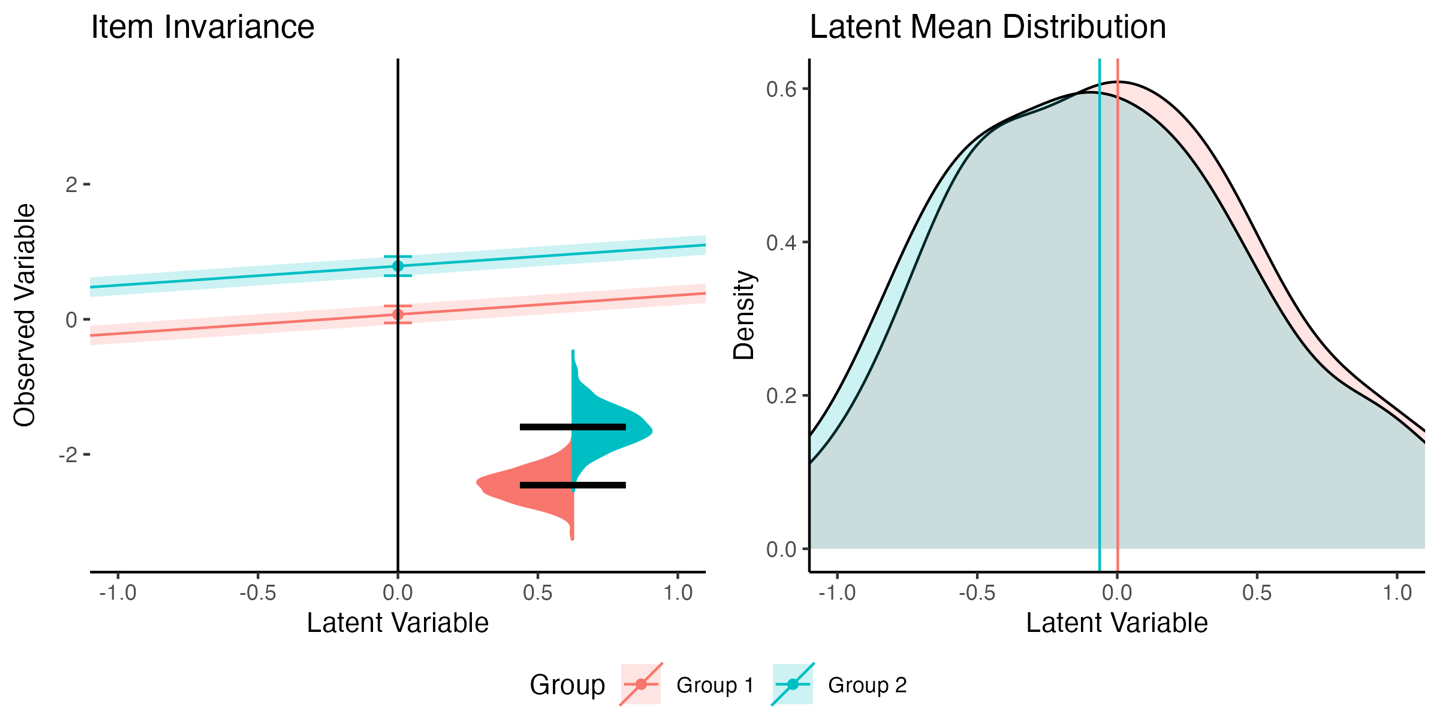 Item Invariance
Observed Variable
2
0
-2
-1.0 -0.5 0.0 0.5 1.0
Latent Variable
Latent Mean Distribution
Density
0.6
0.4
0.2
0.0
-1.0 -0.5 0.0 0.5 1.0
Latent Variable
Group Group 1 Group 2